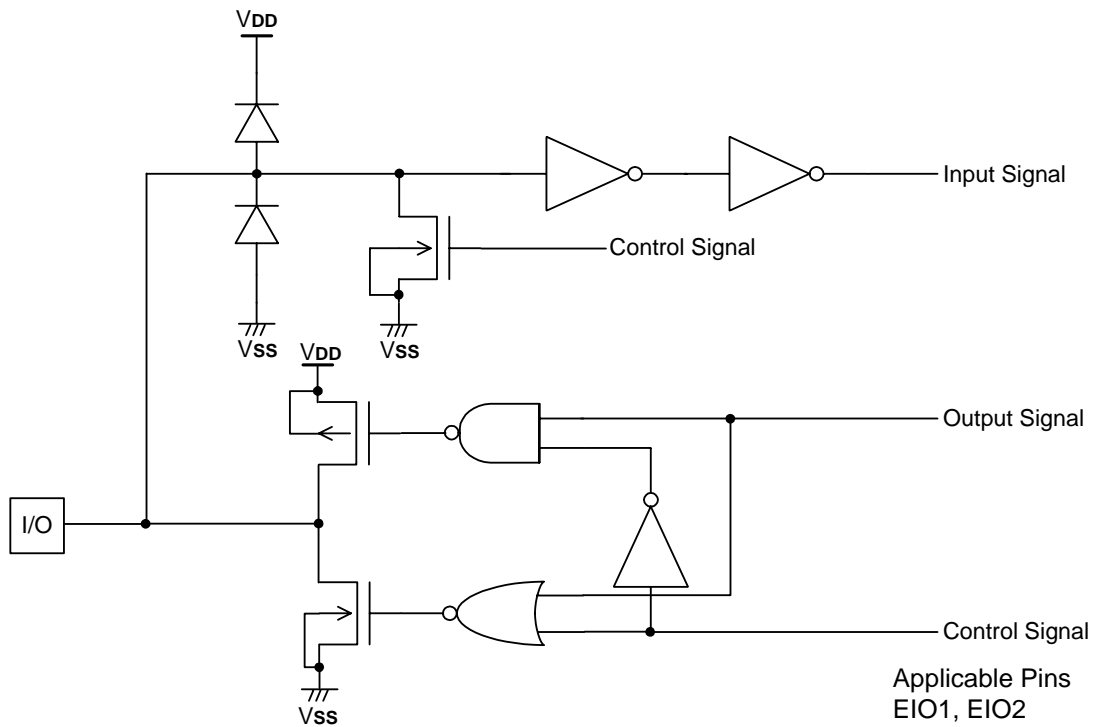 VDD
Input Signal
Control Signal
VSS
VSS
VDD
Output Signal
I/O
Control Signal
Applicable Pins
EIO1, EIO2
VSS